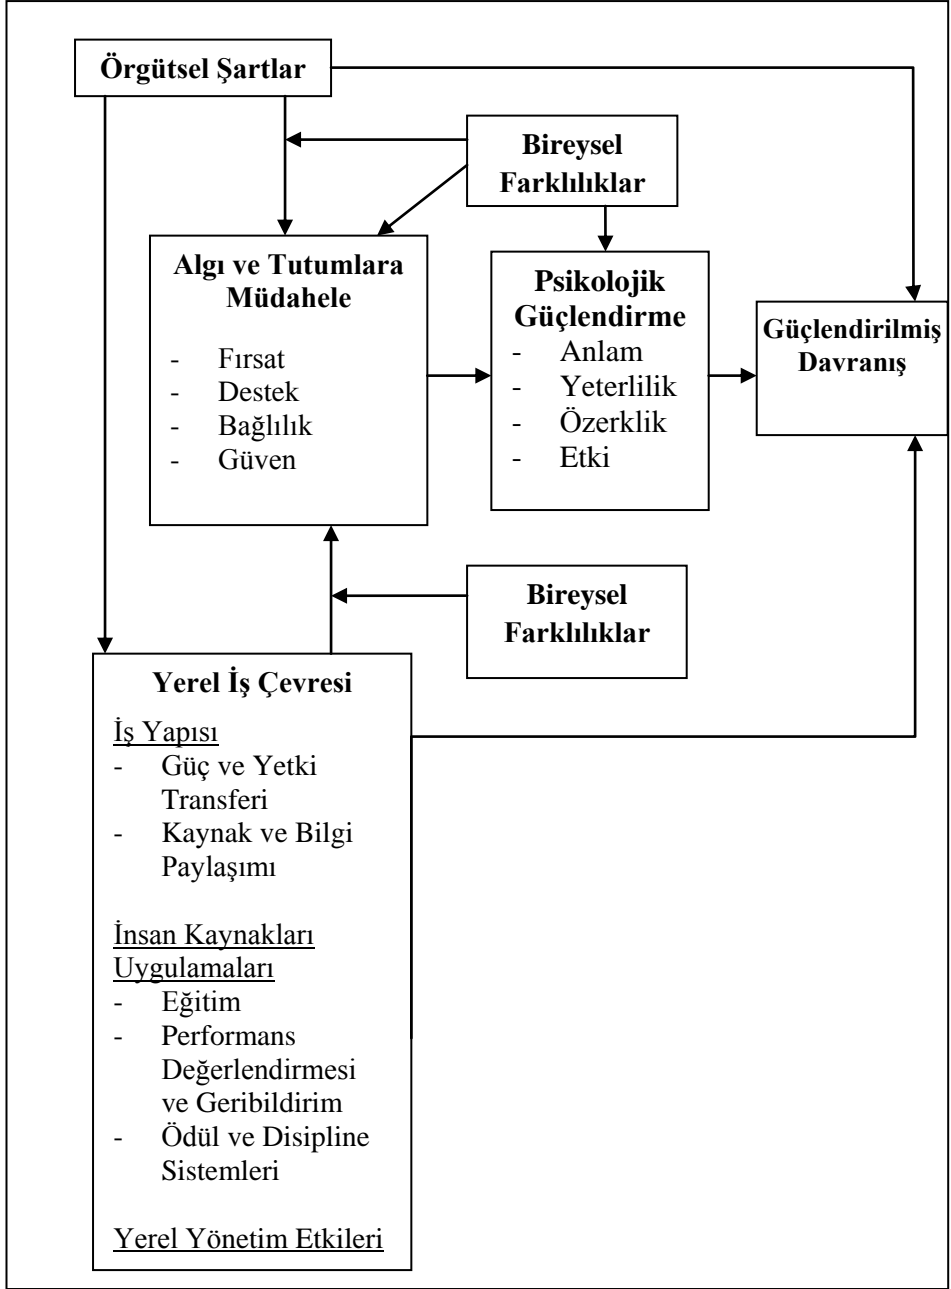 Örgütsel Şartlar
Bireysel
Farklılıklar
Algı ve Tutumlara
Müdahele
- Fırsat
- Destek
- Bağlılık
- Güven
Psikolojik
Güçlendirme
- Anlam
- Yeterlilik
- Özerklik
- Etki
Güçlendirilmiş
Davranış
Bireysel
Farklılıklar
Yerel İş Çevresi
İş Yapısı
- Güç ve Yetki
Transferi
- Kaynak ve Bilgi
Paylaşımı
İnsan Kaynakları
Uygulamaları
- Eğitim
- Performans
Değerlendirmesi
ve Geribildirim
- Ödül ve Disipline
Sistemleri
Yerel Yönetim Etkileri